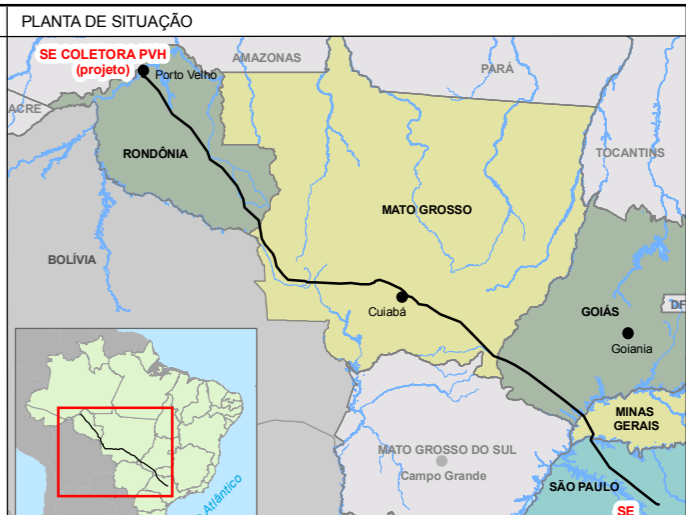 PLANTA DE SITUAÇÃO
SE COLETORA PVH
(projeto)
Porto Velho
AMAZONAS
PARÁ
ACRE
RONDÔNIA
TOCANTINS
MATO GROSSO
BOLÍVIA
Cuiabá
GOIÁS
DF
Goiania
MINAS
GERAIS
MATO GROSSO DO SUL
Campo Grande
SÃO PAULO
SE
Atlântico